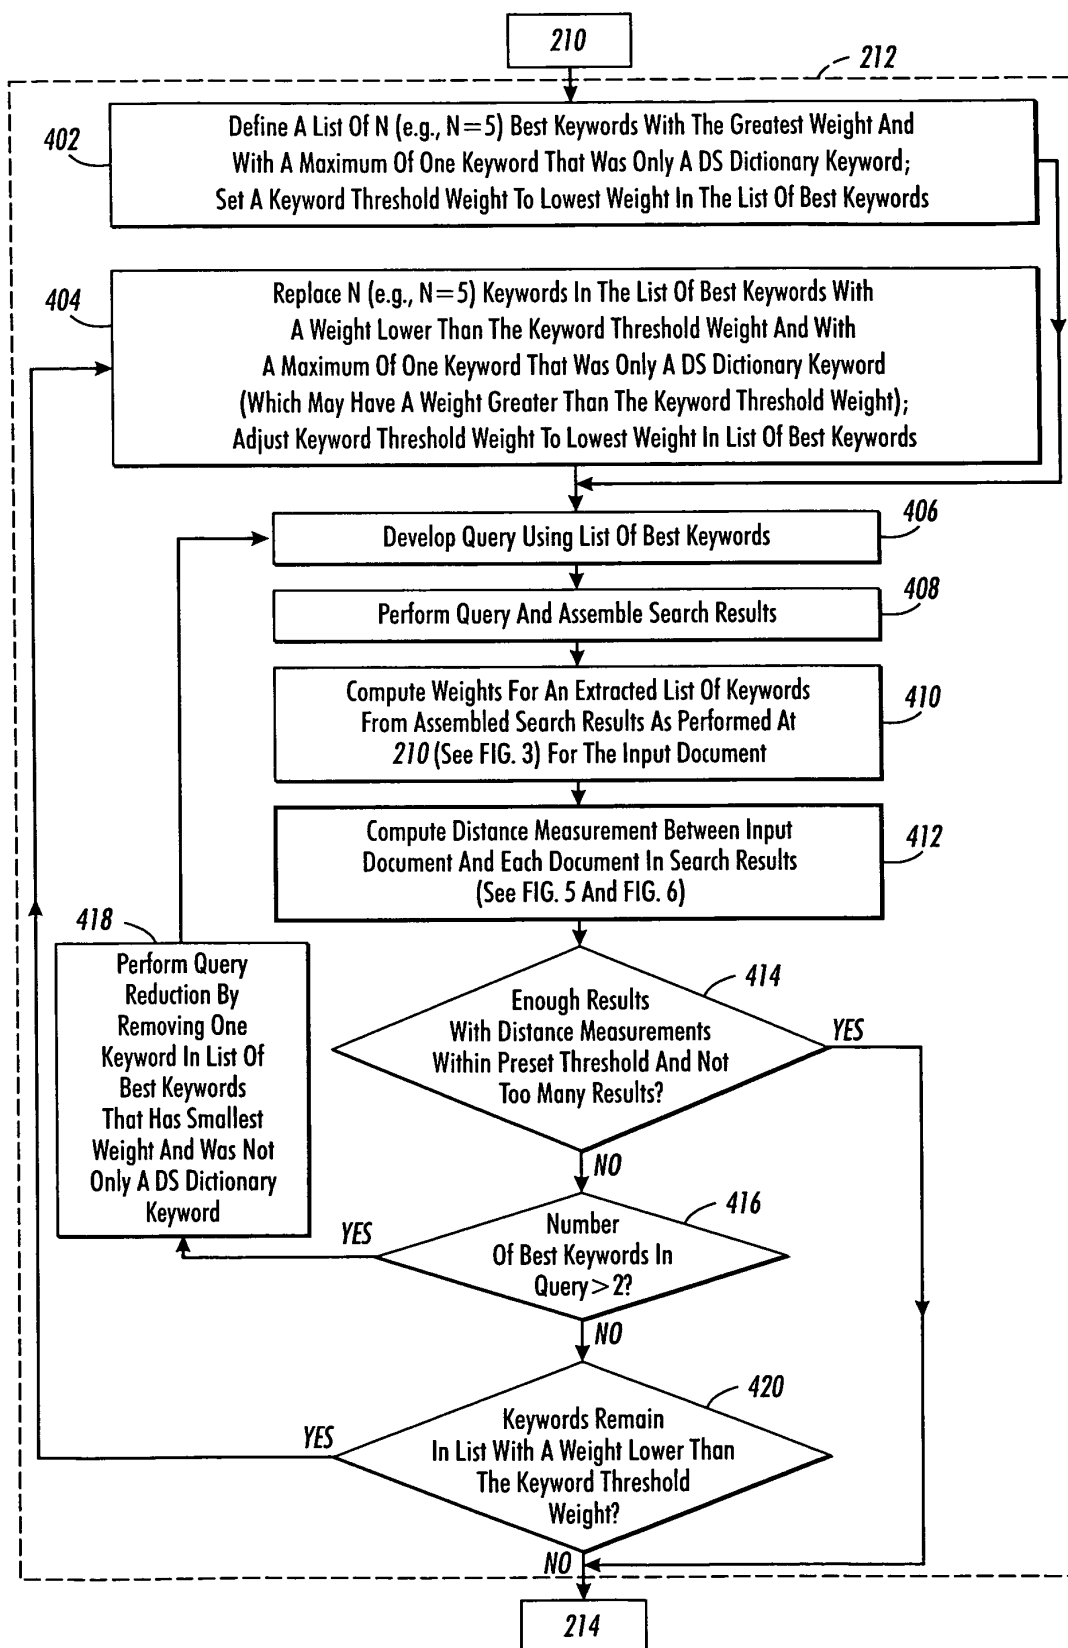 210
212
402
Define A List Of N (e.g., N=5) Best Keywords With The Greatest Weight And
With A Maximum Of One Keyword That Was Only A DS Dictionary Keyword;
Set A Keyword Threshold Weight To Lowest Weight In The List Of Best Keywords
404
Replace N (e.g., N=5) Keywords In The List Of Best Keywords With
A Weight Lower Than The Keyword Threshold Weight And With
A Maximum Of One Keyword That Was Only A DS Dictionary Keyword
(Which May Have A Weight Greater Than The Keyword Threshold Weight);
Adjust Keyword Threshold Weight To Lowest Weight In List Of Best Keywords
406
Develop Query Using List Of Best Keywords
408
Perform Query And Assemble Search Results
410
Compute Weights For An Extracted List Of Keywords
From Assembled Search Results As Performed At
210 (See FIG. 3) For The Input Document
412
Compute Distance Measurement Between Input
Document And Each Document In Search Results
(See FIG. 5 And FIG. 6)
418
Perform Query
Reduction By
Removing One
Keyword In List Of
Best Keywords
That Has Smallest
Weight And Was Not
Only A DS Dictionary
Keyword
414
Enough Results
With Distance Measurements
Within Preset Threshold And Not
Too Many Results?
YES
NO
416
Number
Of Best Keywords In
Query > 2?
YES
NO
420
Keywords Remain
In List With A Weight Lower Than
The Keyword Threshold
Weight?
YES
NO
214